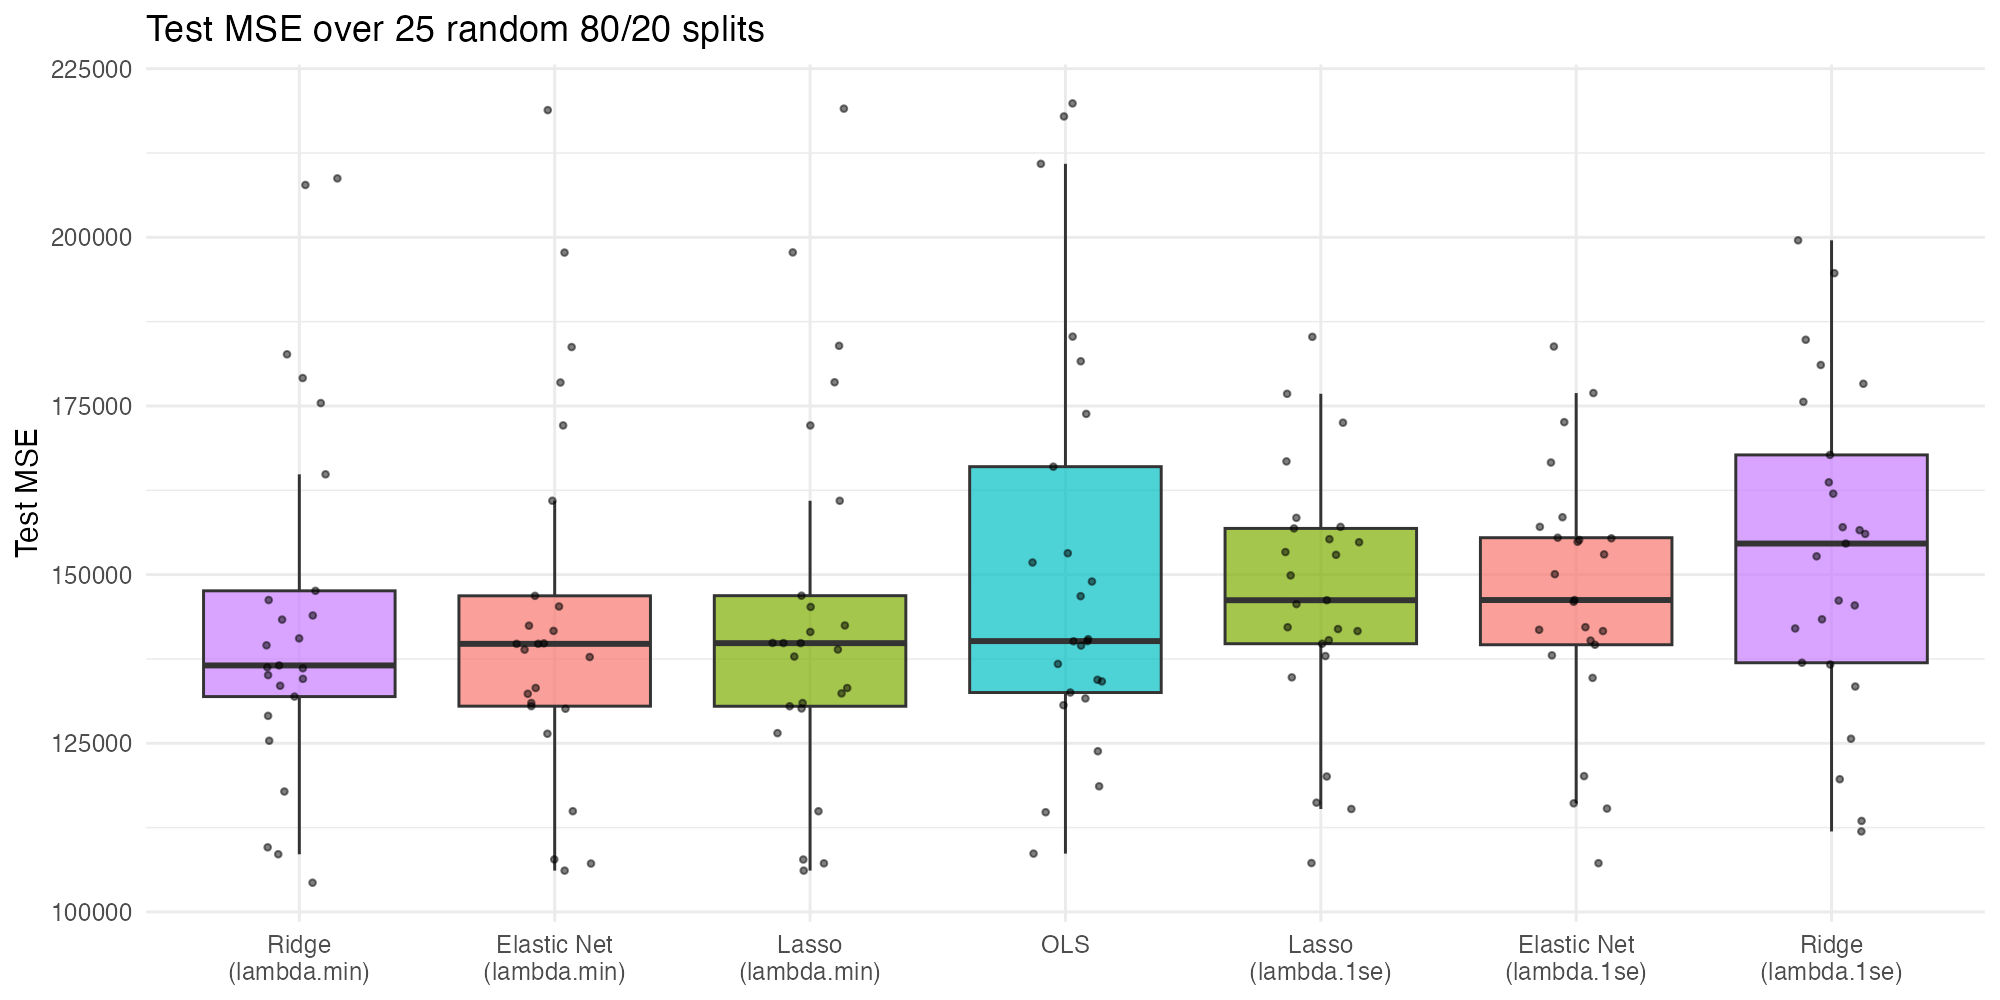 Test MSE over 25 random 80/20 splits
Test MSE
225000
200000
175000
150000
125000
100000
Ridge
(lambda.min)
Elastic Net
(lambda.min)
Lasso
(lambda.min)
OLS
Lasso
(lambda.1se)
Elastic Net
(lambda.1se)
Ridge
(lambda.1se)